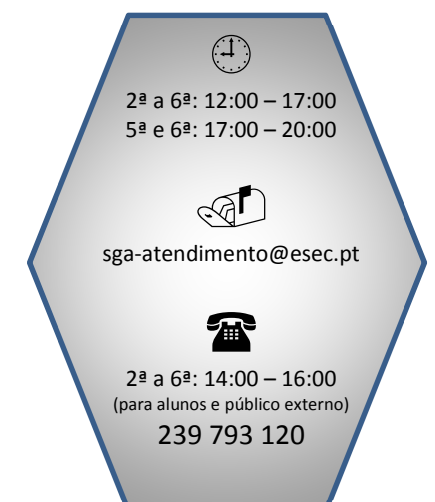 2ª a 6ª: 12:00 – 17:00
5ª e 6ª: 17:00 – 20:00
sga-atendimento@esec.pt
2ª a 6ª: 14:00 – 16:00
(para alunos e público externo)
239 793 120